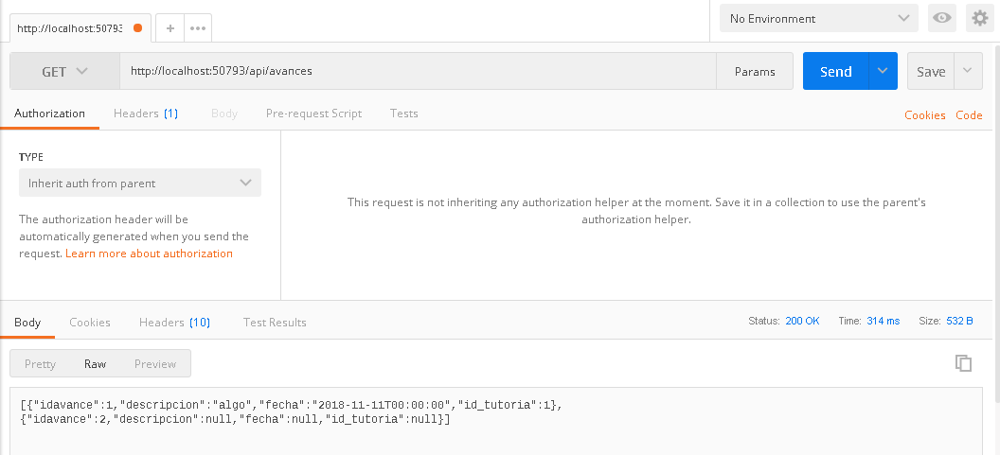 http://localhost:50793
No Environment
GET
http://localhost:50793/api/avances
Params
Send
Save
Authorization
Headers (1)
Body
Pre-request Script
Tests
Cookies
Code
TYPE
Inherit auth from parent
The authorization header will be
automatically generated when you send the
request. Learn more about authorization
This request is not inheriting any authorization helper at the moment. Save it in a collection to use the parent's
authorization helper.
Body
Cookies
Headers (10)
Test Results
Status: 200 OK
Time: 314 ms
Size: 532 B
Pretty
Raw
Preview
[{"idavance":1,"descripcion":"algo","fecha":"2018-11-11T00:00:00","id_tutoria":1},
{"idavance":2,"descripcion":null,"fecha":null,"id_tutoria":null}]